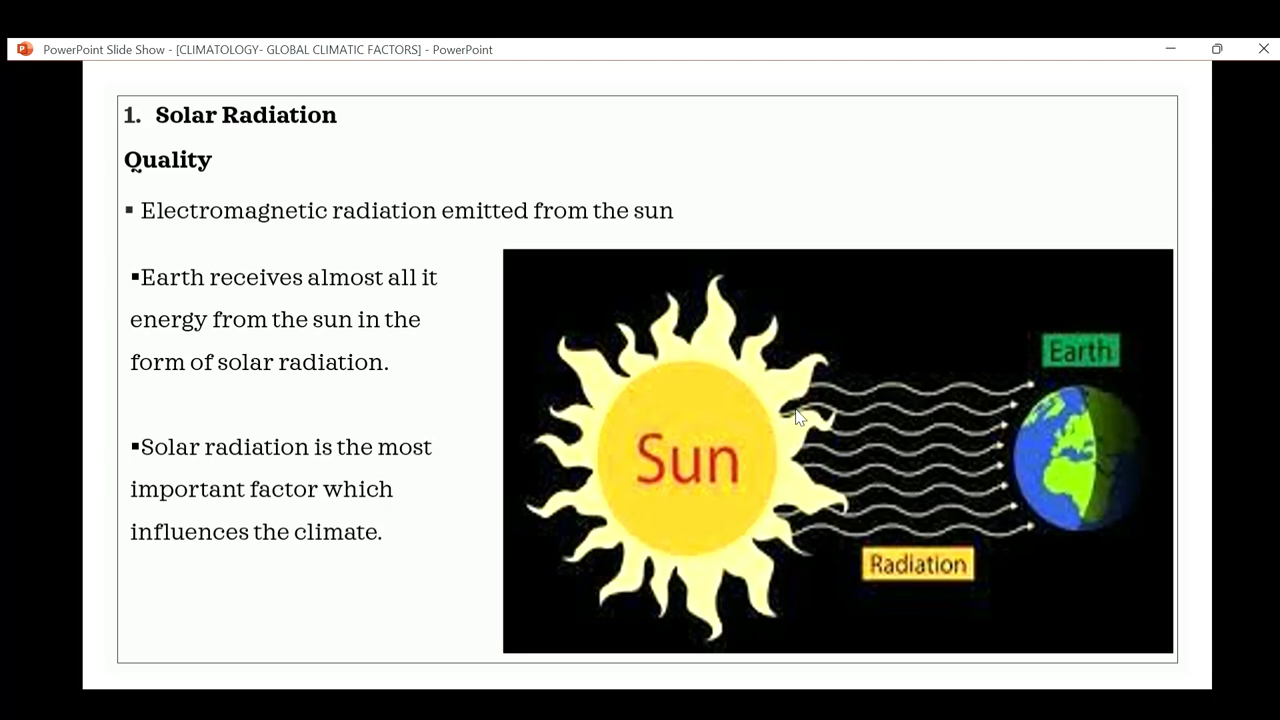 PowerPoint Slide Show - [CLIMATOLOGY- GLOBAL CLIMATIC FACTORS] - PowerPoint
1. Solar Radiation
Quality
▪ Electromagnetic radiation emitted from the sun
▪Earth receives almost all it
energy from the sun in the
form of solar radiation.
▪Solar radiation is the most
important factor which
influences the climate.
Earth
Sun
Radiation